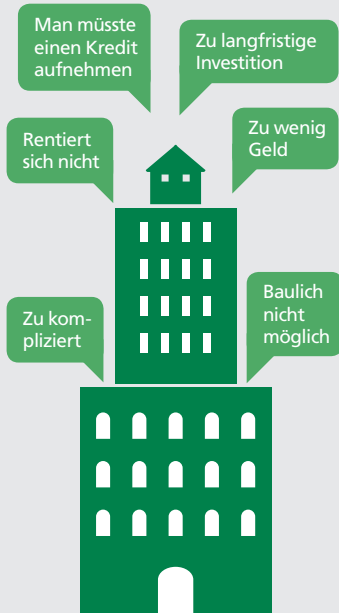 Man müsste
einen Kredit
aufnehmen
Zu langfristige
Investition
Rentiert
sich nicht
Zu wenig
Geld
Zu kom-
pliziert
Baulich
nicht
möglich